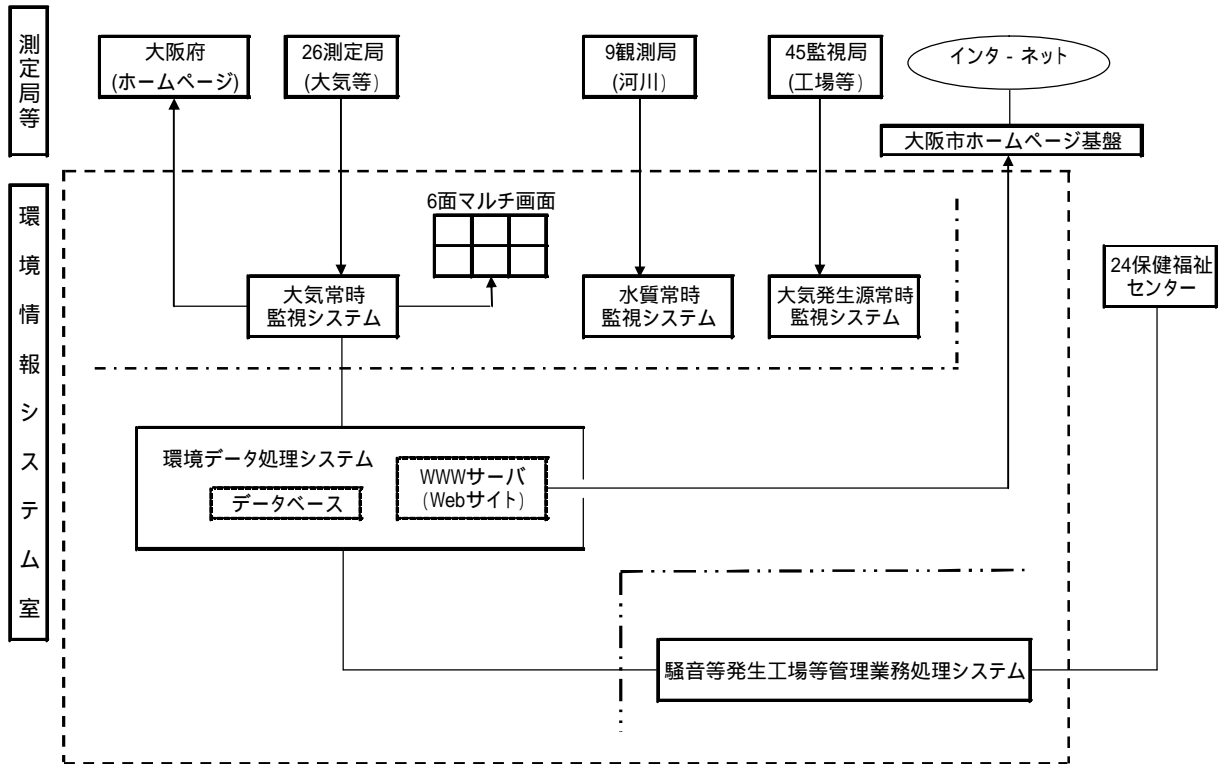 測定局等
大阪府
(ホームページ)
26測定局
(大気等)
9観測局
(河川)
45監視局
(工場等)
インタ - ネット
大阪市ホームページ基盤
環境情報システム室
6面マルチ画面
大気常時
監視システム
水質常時
監視システム
大気発生源常時
監視システム
24保健福祉
センター
環境データ処理システム
データベース
WWWサーバ
(Webサイト)
騒音等発生工場等管理業務処理システム